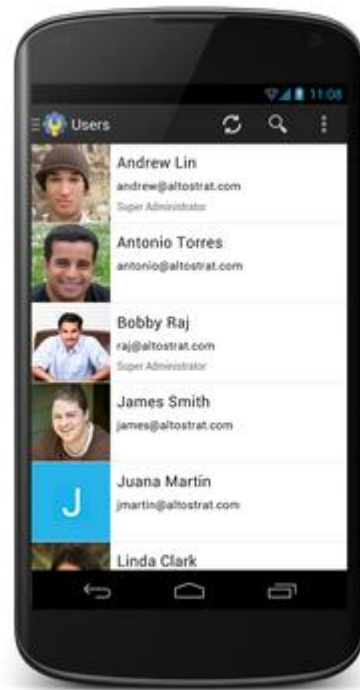 11:08
Users
Andrew Lin
andrew@altostrat.com
Super Administrator
Antonio Torres
antonio@altostrat.com
Bobby Raj
raj@altostrat.com
Super Administrator
James Smith
james@altostrat.com
J
Juana Martin
jmartin@altostrat.com
Linda Clark